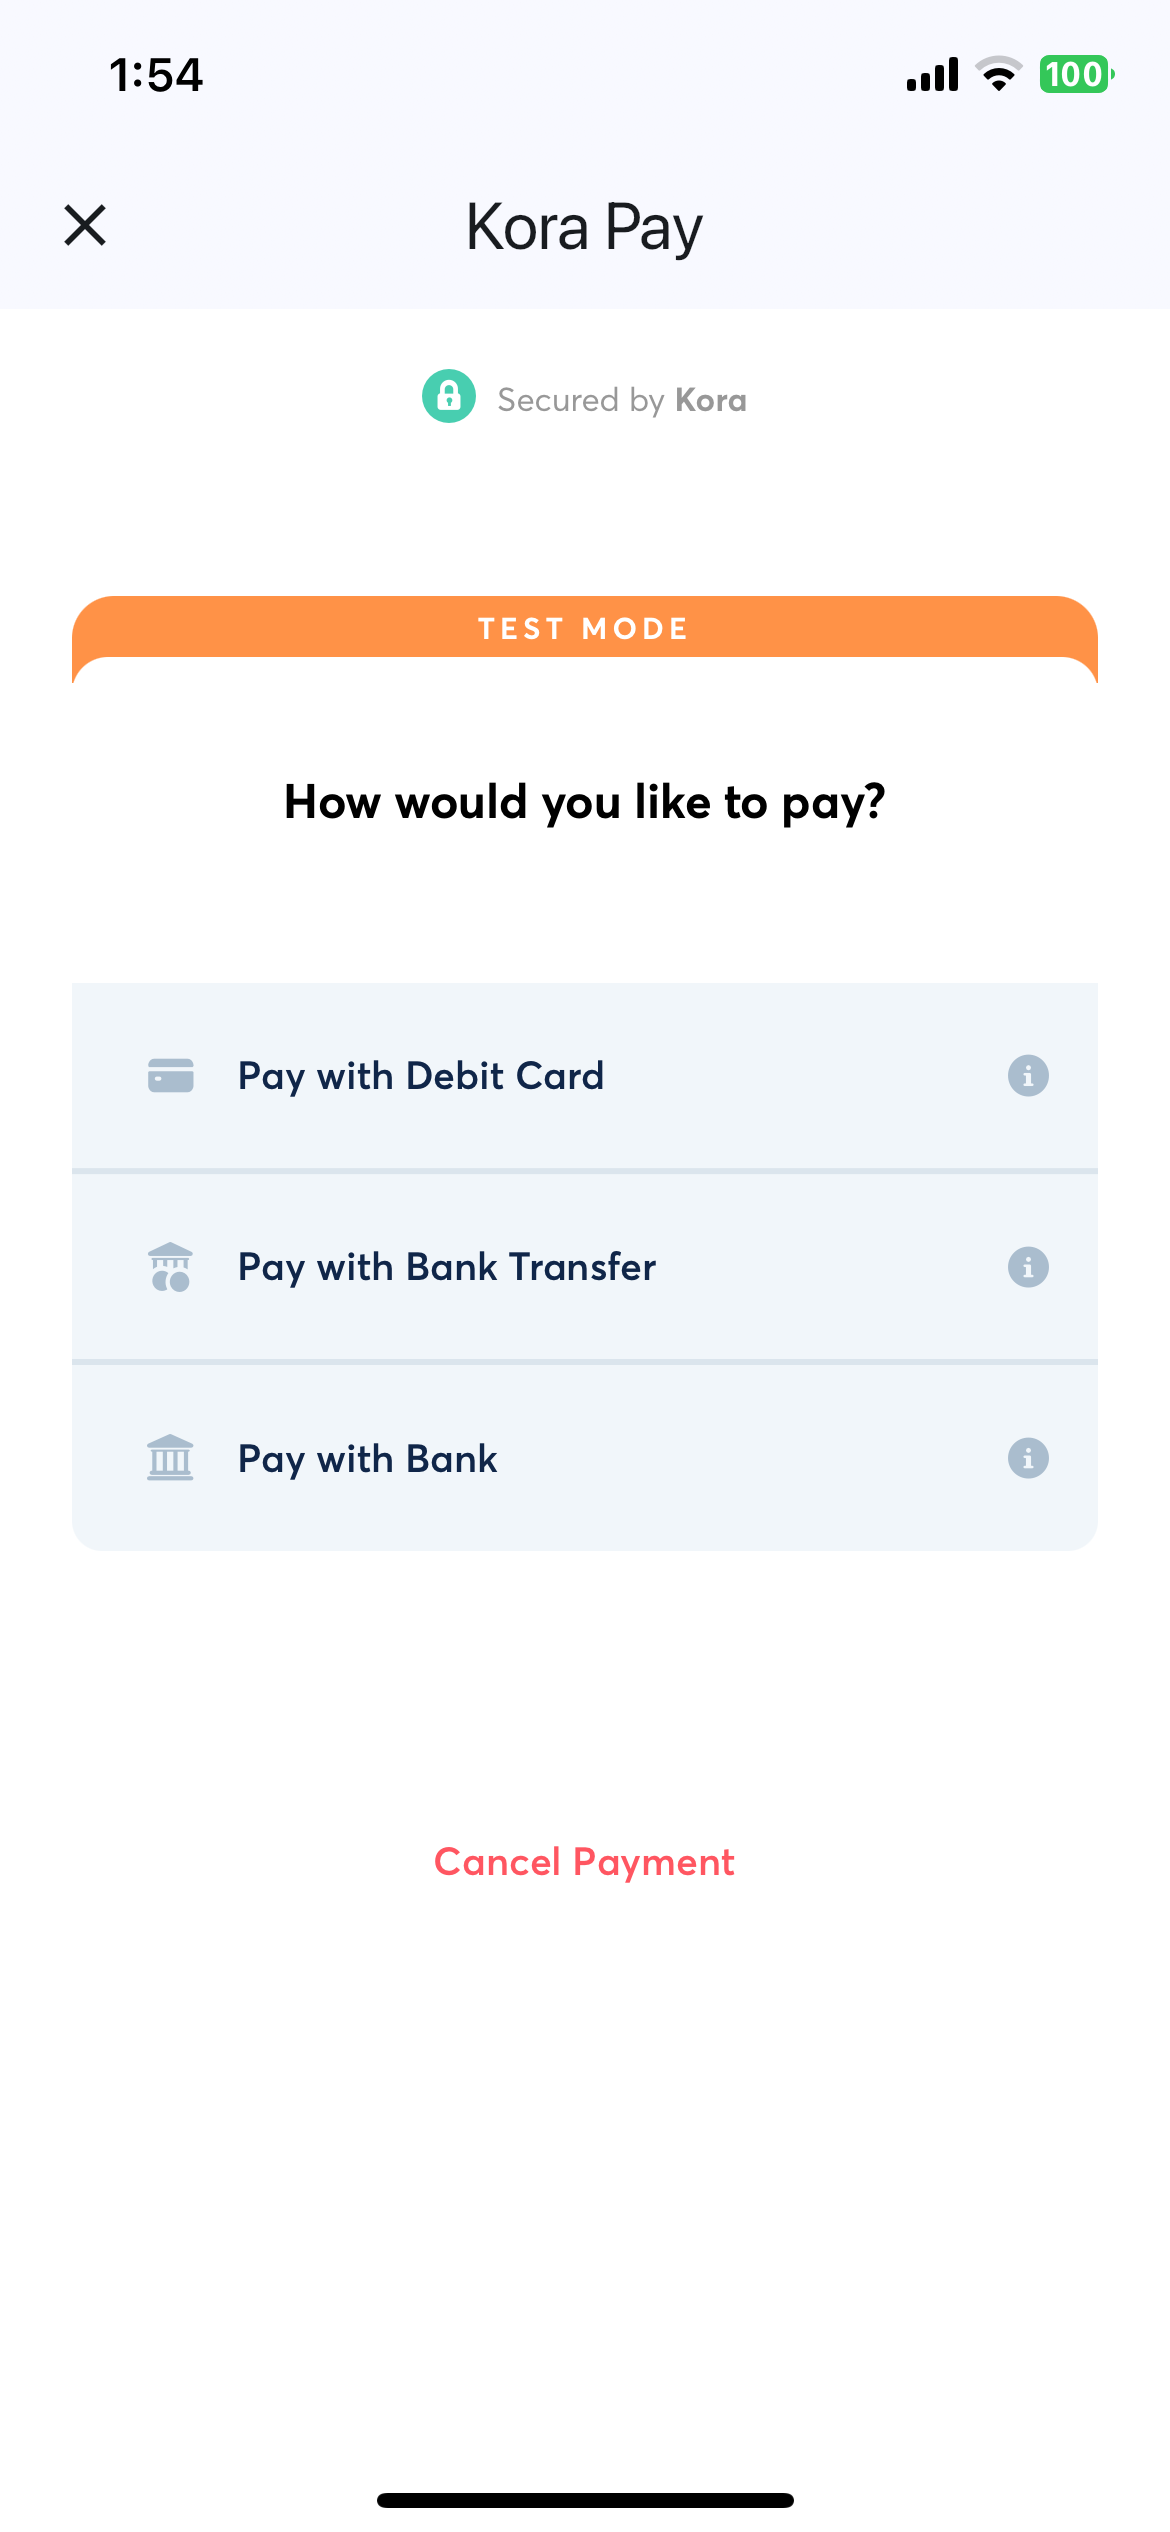 1:54
100
Kora Pay
Secured by Kora
TEST MODE
How would you like to pay?
Pay with Debit Card
Pay with Bank Transfer
Pay with Bank
Cancel Payment